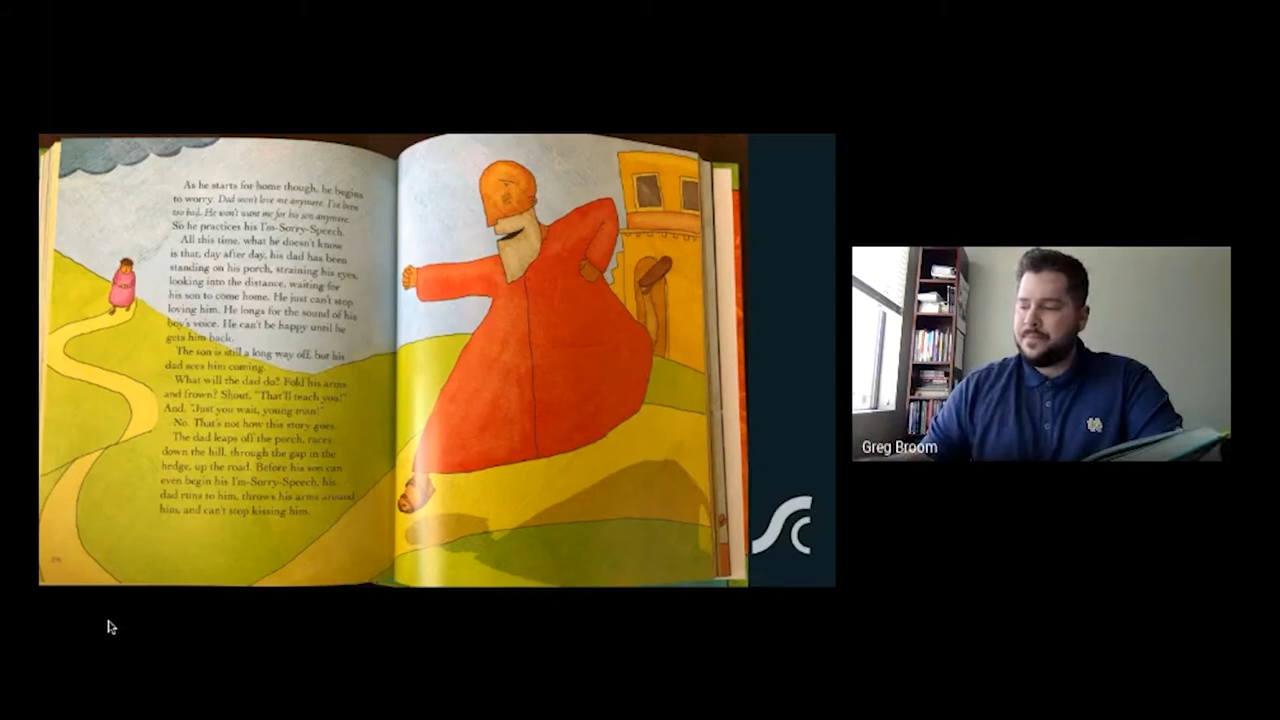 As he starts for home though, he begins
to worry. Dad won't love me anymore. I've been
too bad. He won't want me for his son anymore.
So he practices his I'm-Sorry-Speech.
All this time, what he doesn't know
is that, day after day, his dad has been
standing on his porch, straining his eyes,
looking into the distance, waiting for
his son to come home. He just can't stop
loving him. He longs for the sound of his
boy's voice. He can't be happy until he
gets him back.
The son is still a long way off, but his
dad sees him coming.
What will the dad do? Fold his arms
and frown? Shout, "That'll teach you!"
And, "Just you wait, young man!"
No. That's not how this story goes.
The dad leaps off the porch, races
down the hill, through the gap in the
hedge, up the road. Before his son can
even begin his I'm-Sorry-Speech, his
dad runs to him, throws his arms around
him, and can't stop kissing him.
SC
Greg Broom